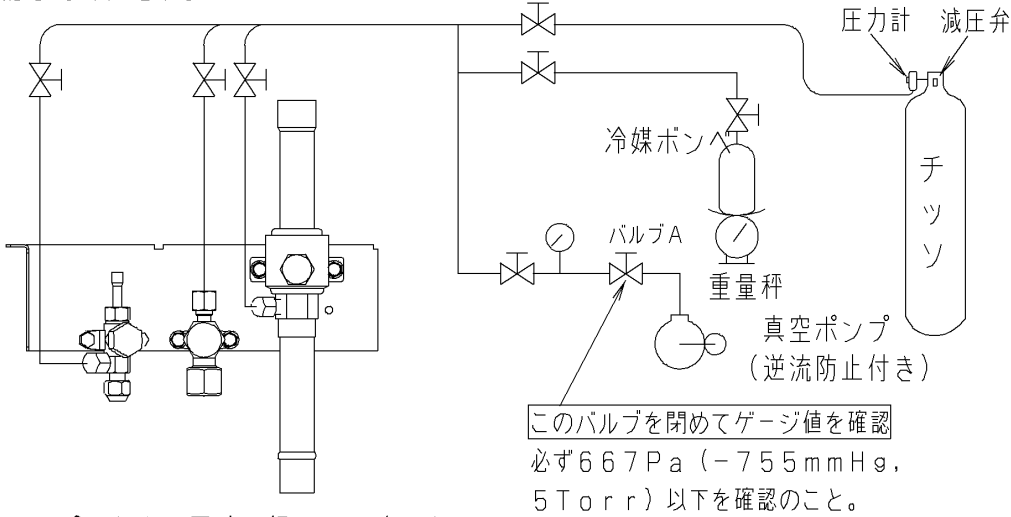 圧力計 減圧弁
冷媒ボンベ
チッソ
バルブA
重量秤
真空ポンプ
(逆流防止付き)
このバルブを閉めてゲージ値を確認
必ず667Pa(-755mmHg,
5Torr)以下を確認のこと。